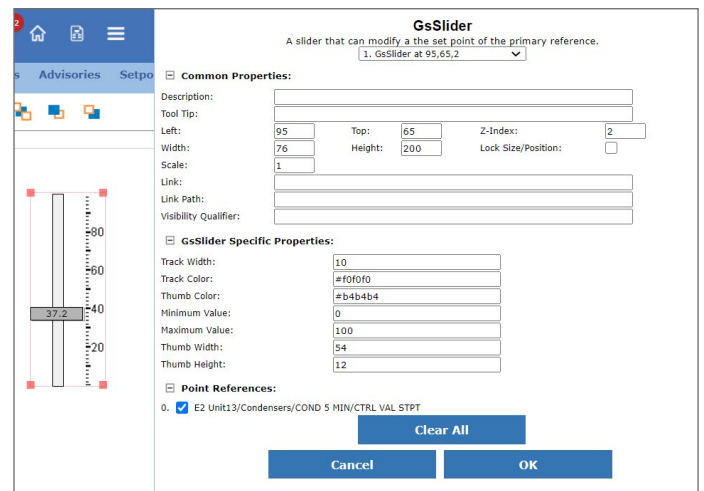 2
s Advisories Setpo
80
60
37.2
40
20
GsSlider
A slider that can modify a the set point of the primary reference.
1. GsSlider at 95,65,2
Common Properties:
Description:
Tool Tip:
Left: 95 Top: 65 Z-Index: 2
Width: 76 Height: 200 Lock Size/Position:
Scale: 1
Link:
Link Path:
Visibility Qualifier:
GsSlider Specific Properties:
Track Width: 10
Track Color: #f0f0f0
Thumb Color: #b4b4b4
Minimum Value: 0
Maximum Value: 100
Thumb Width: 54
Thumb Height: 12
Point References:
0. E2 Unit13/Condensers/COND 5 MIN/CTRL VAL STPT
Clear All
Cancel OK